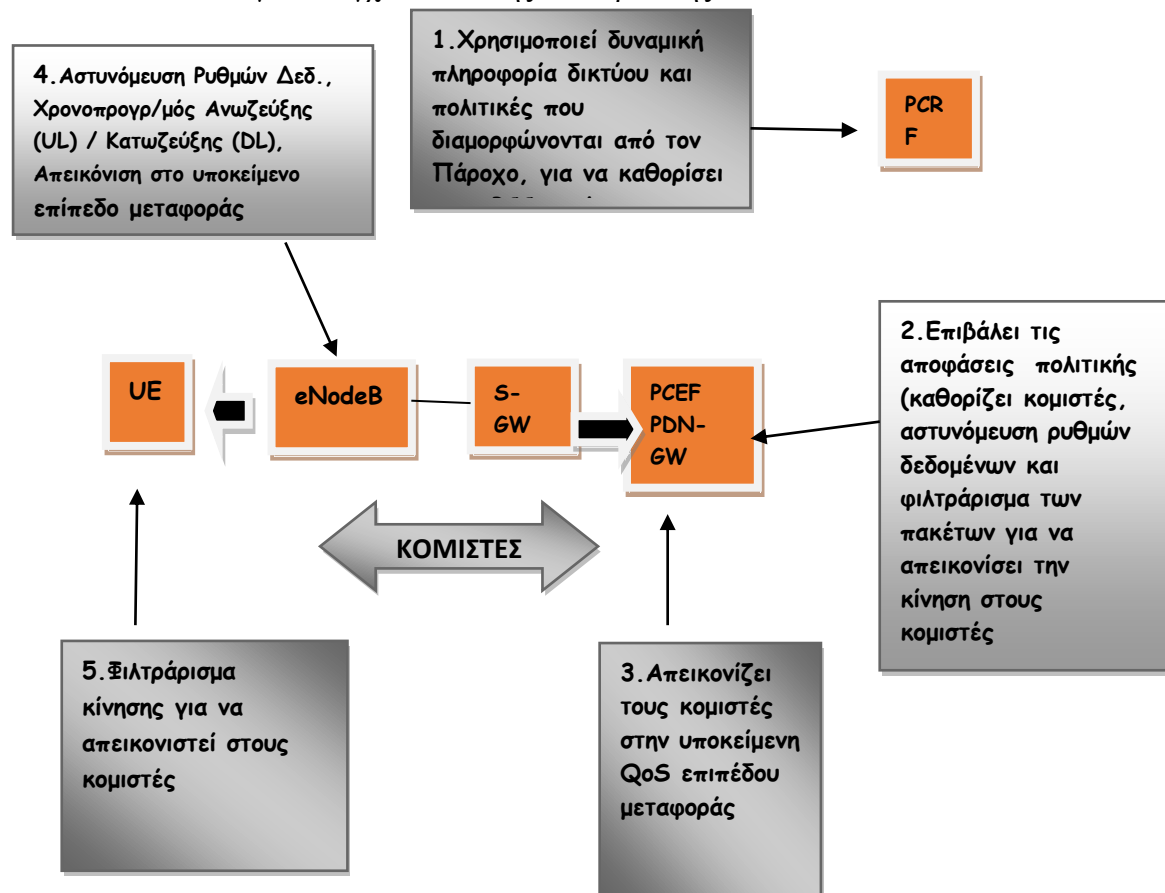 1.Χρησιμοποιεί δυναμική
πληροφορία δικτύου και
πολιτικές που
διαμορφώνονται από τον
Πάροχο, για να καθορίσει
4.Αστυνόμευση Ρυθμών Δεδ.,
Χρονοπρογρ/μός Ανωζεύξης
(UL) / Κατωζεύξης (DL),
Απεικόνιση στο υποκείμενο
επίπεδο μεταφοράς
PCR
F
2.Επιβάλει τις
αποφάσεις πολιτικής
(καθορίζει κομιστές,
αστυνόμευση ρυθμών
δεδομένων και
φιλτράρισμα των
πακέτων για να
απεικονίσει την
κίνηση στους
κομιστές
UE
eNodeB
S-
GW
PCEF
PDN-
GW
ΚΟΜΙΣΤΕΣ
5.Φιλτράρισμα
κίνησης για να
απεικονιστεί στους
κομιστές
3.Απεικονίζει
τους κομιστές
στην υποκείμενη
QoS επιπέδου
μεταφοράς